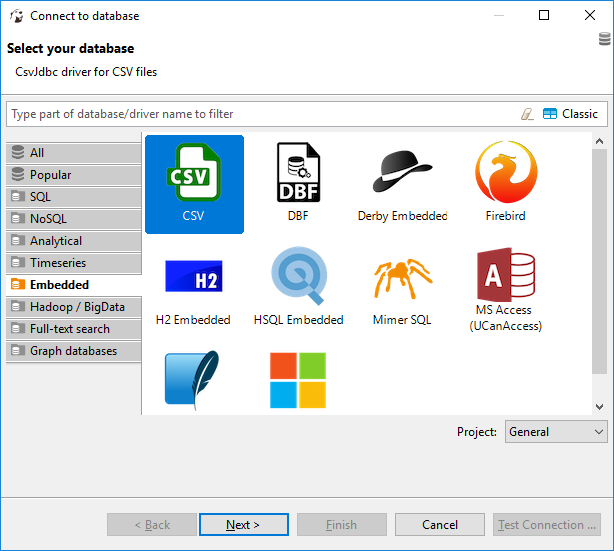 Connect to database
Select your database
CsvJdbc driver for CSV files
Type part of database/driver name to filter
Classic
All
Popular
SQL
NoSQL
Analytical
Timeseries
Embedded
Hadoop / BigData
Full-text search
Graph databases
CSV
CSV
DBF
DBF
Derby Embedded
Firebird
H2
H2 Embedded
HSQL Embedded
Mimer SQL
A
MS Access
(UCanAccess)
Project:
General
< Back
Next >
Finish
Cancel
Test Connection ...